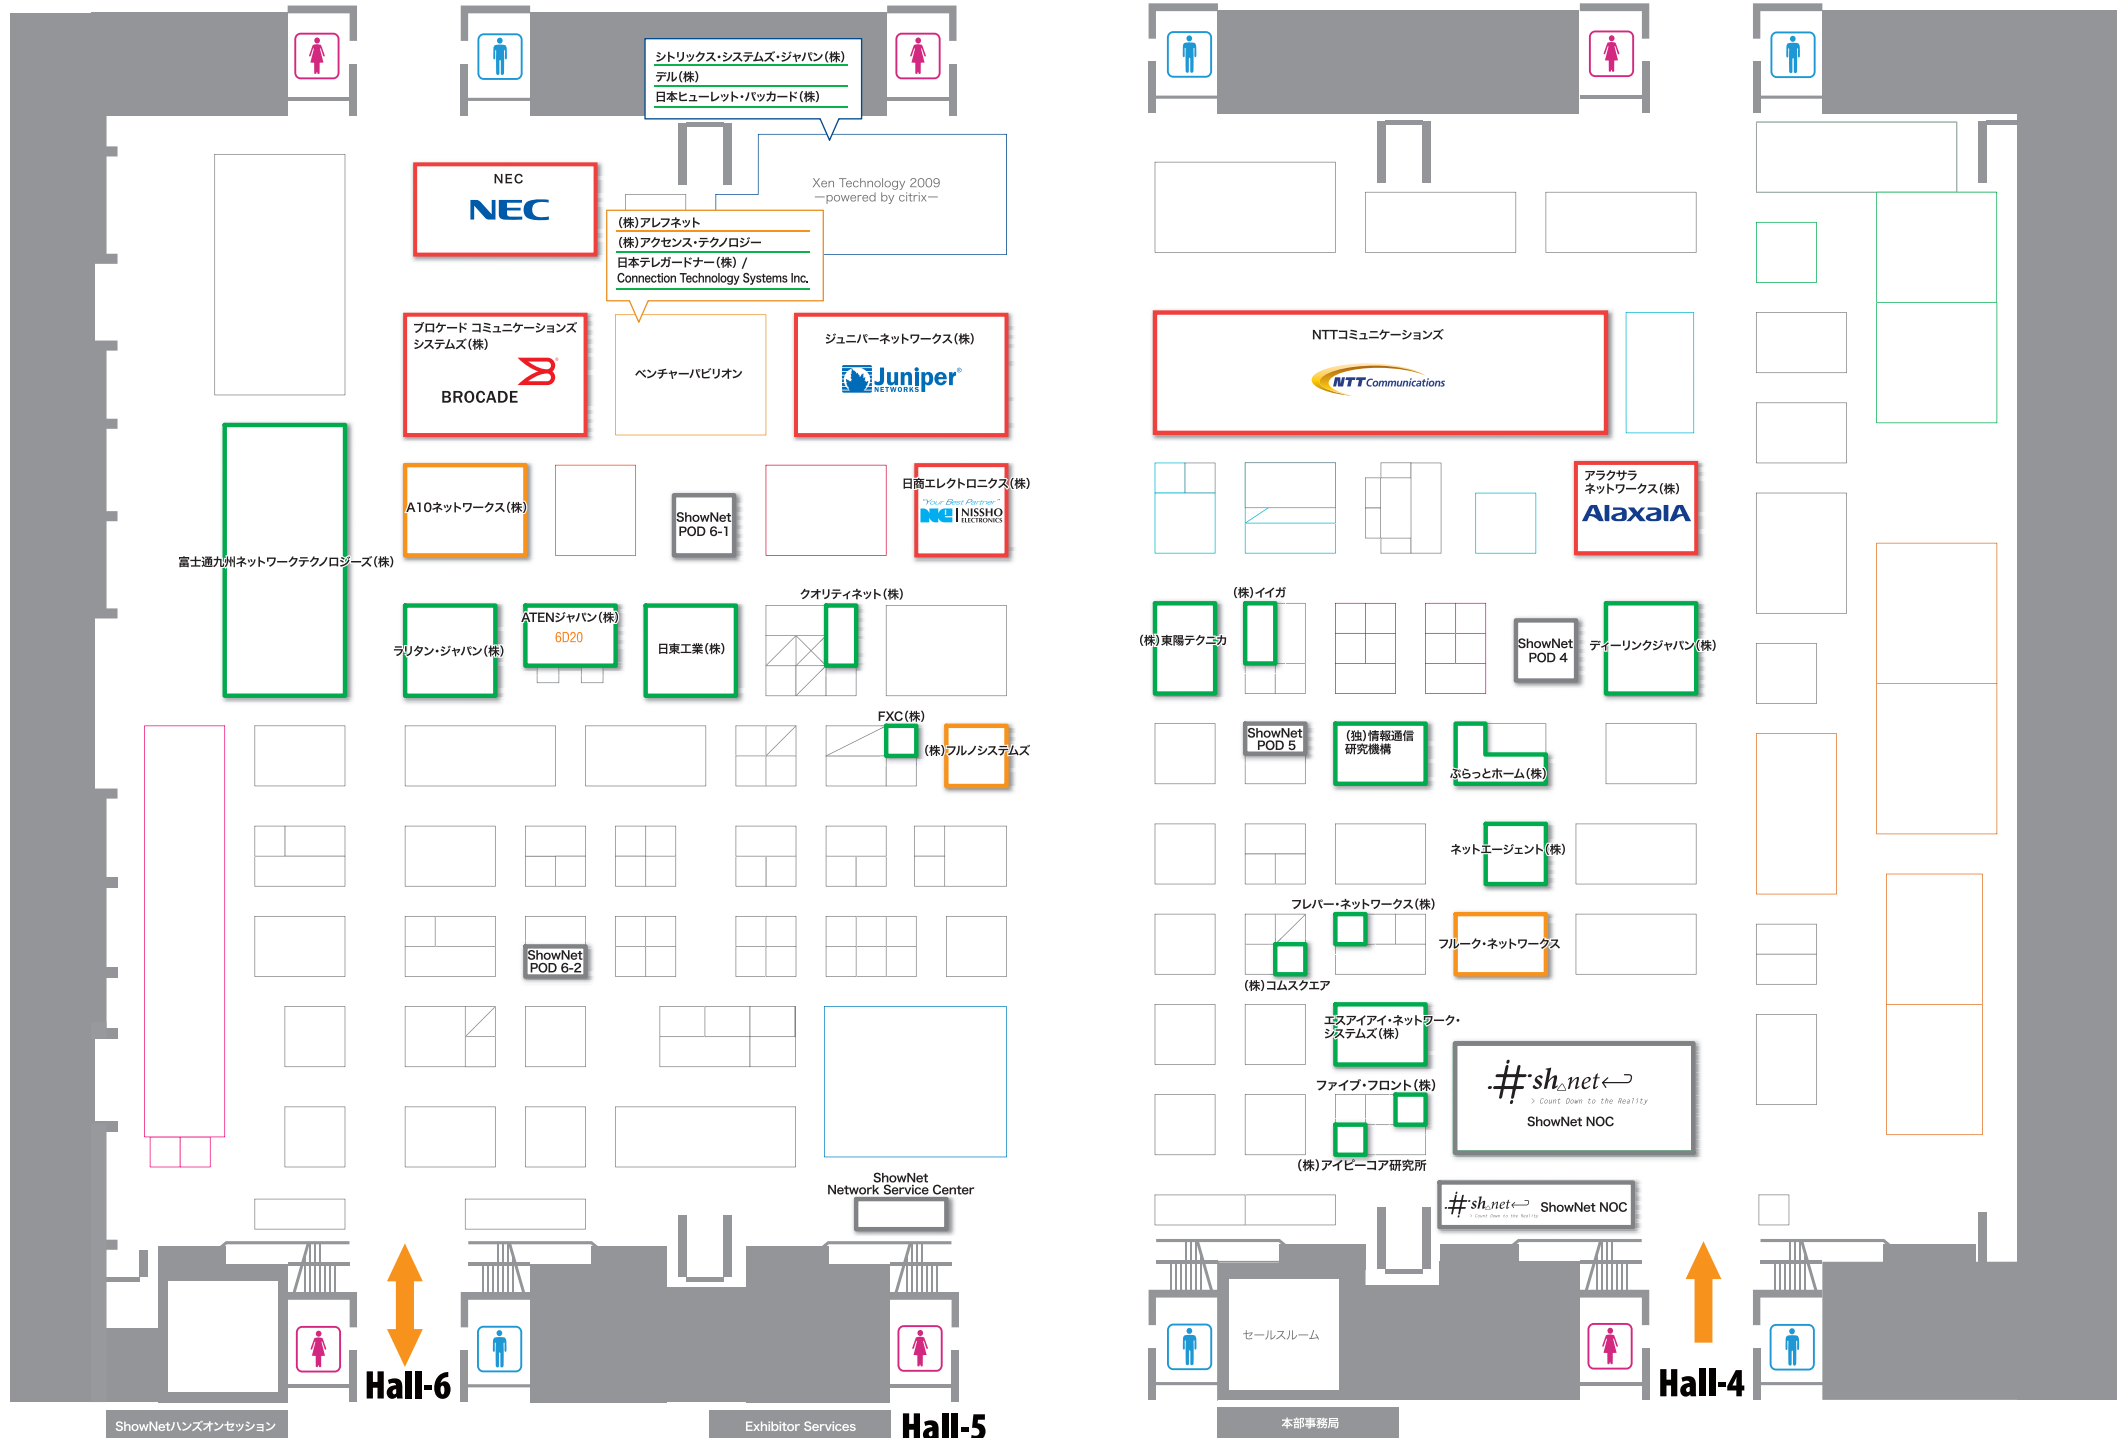 シトリックス・システムズ・ジャパン(株)
デル(株)
日本ヒューレット・パッカード(株)
Xen Technology 2009
―powered by citrix―
NEC
NEC
(株)アレフネット
(株)アクセンス・テクノロジー
日本テレガードナー(株) /
Connection Technology Systems Inc.
ブロケード コミュニケーションズ
システムズ(株)
BROCADE
ベンチャーパビリオン
ジュニパーネットワークス(株)
Juniper
NETWORKS
NTTコミュニケーションズ
NTT Communications
A10ネットワークス(株)
ShowNet
POD 6-1
日商エレクトロニクス(株)
"Your Best Partner"
NE NISSHO
ELECTRONICS
アラクサラ
ネットワークス(株)
AlaxalA
富士通九州ネットワークテクノロジーズ(株)
ラリタン・ジャパン(株)
ATENジャパン(株)
6D20
日東工業(株)
クオリティネット(株)
(株)東陽テクニカ
(株)イイガ
ShowNet
POD 4
ディーリンクジャパン(株)
FXC(株)
(株)フルノシステムズ
ShowNet
POD 5
(独)情報通信
研究機構
ぷらっとホーム(株)
ネットエージェント(株)
ShowNet
POD 6-2
フレパー・ネットワークス(株)
フルーク・ネットワークス
(株)コムスクエア
エスアイアイ・ネットワーク・
システムズ(株)
ファイブ・フロント(株)
(株)アイピーコア研究所
#sh△net
> Count Down to the Reality
ShowNet NOC
ShowNet
Network Service Center
#sh△net
> Count Down to the Reality
ShowNet NOC
セールスルーム
Hall-6
Hall-4
ShowNetハンズオンセッション
Exhibitor Services
Hall-5
本部事務局